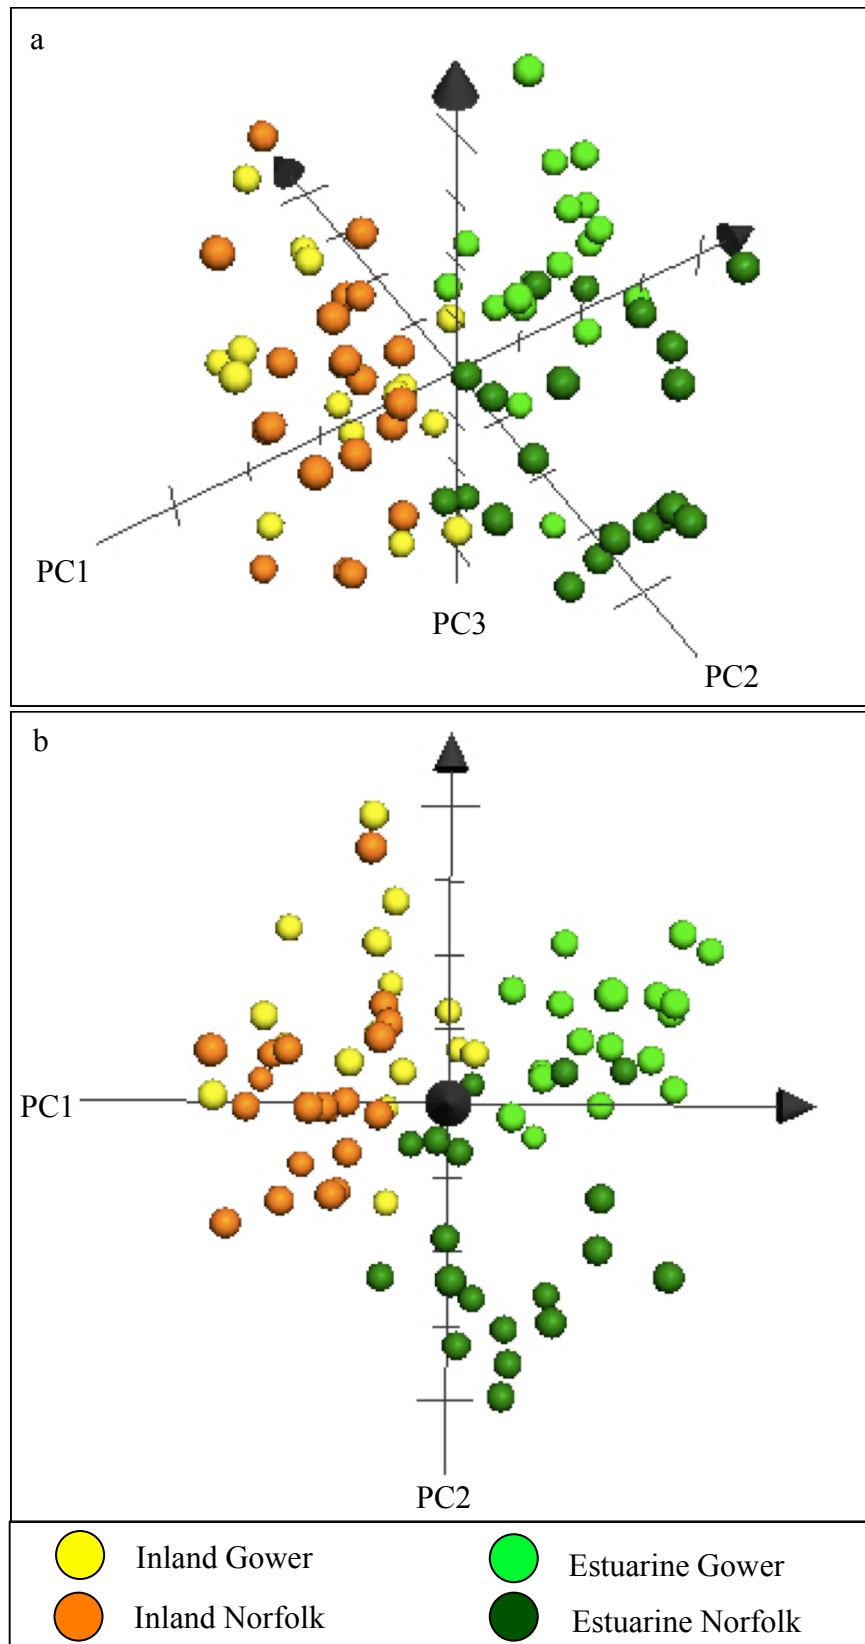 a
PC1
PC3
PC2
b
PC1
PC2
Inland Gower
Estuarine Gower
Inland Norfolk
Estuarine Norfolk